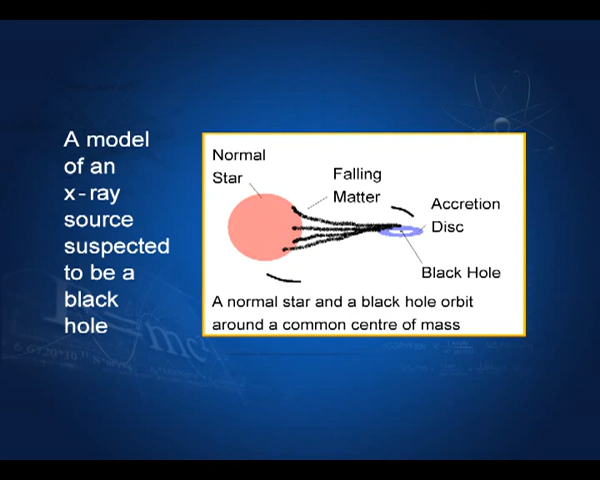 A model
of an
x-ray
source
suspected
to be a
black
hole
Normal
Star
Falling
Matter
Accretion
Disc
Black Hole
A normal star and a black hole orbit
around a common centre of mass